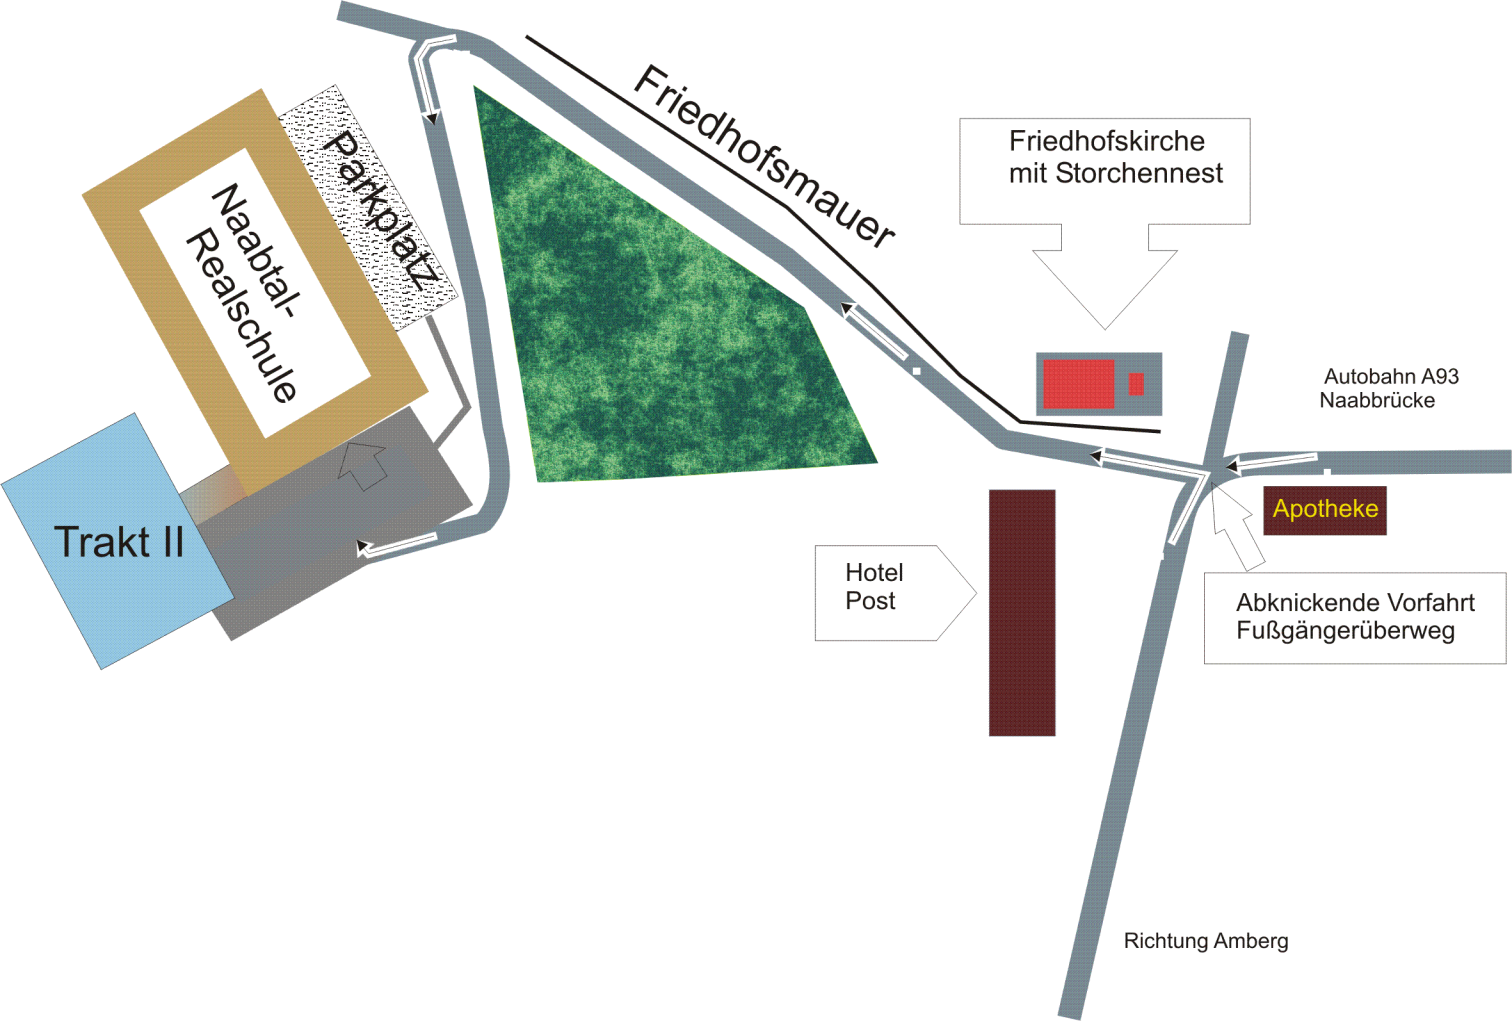 Friedhofsmauer
Friedhofskirche
mit Storchennest
Parkplatz
Naabtal-
Realschule
Autobahn A93
Naabbrücke
Apotheke
Trakt II
Hotel
Post
Abknickende Vorfahrt
Fußgängerüberweg
Richtung Amberg